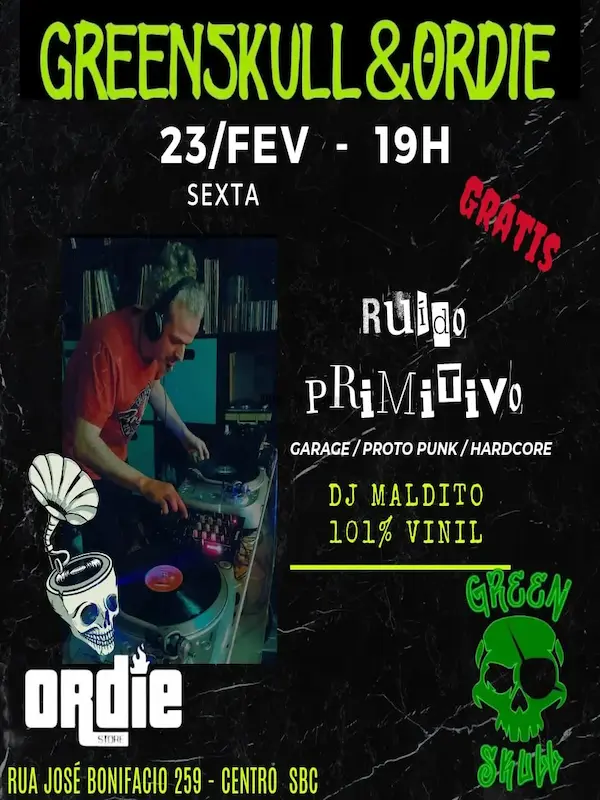 GREENSKULL&ORDIE
23/FEV - 19H
SEXTA
GRÁTIS
RUíDO
PRiMiTiVO
GARAGE / PROTO PUNK / HARDCORE
DJ MALDITO
101% VINIL
GREEN
SKULL
ORDiE
STORE
RUA JOSÉ BONIFACIO 259 - CENTRO SBC